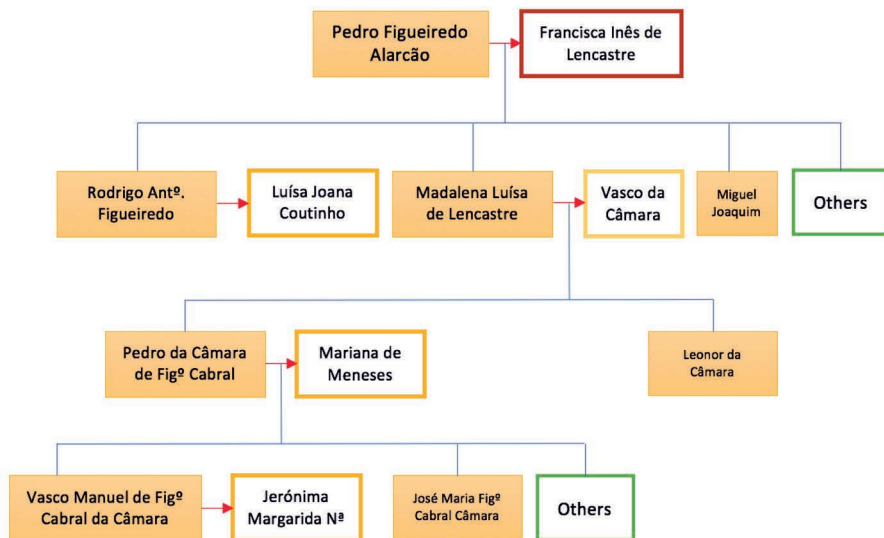 Pedro Figueiredo
Alarcão
Francisca Inês de
Lencastre
Rodrigo Antº.
Figueiredo
Luísa Joana
Coutinho
Madalena Luísa
de Lencastre
Vasco da
Câmara
Miguel
Joaquim
Others
Pedro da Câmara
de Figº Cabral
Mariana de
Meneses
Leonor da
Câmara
Vasco Manuel de Figº
Cabral da Câmara
Jerónima
Margarida Nª
José Maria Figº
Cabral Câmara
Others